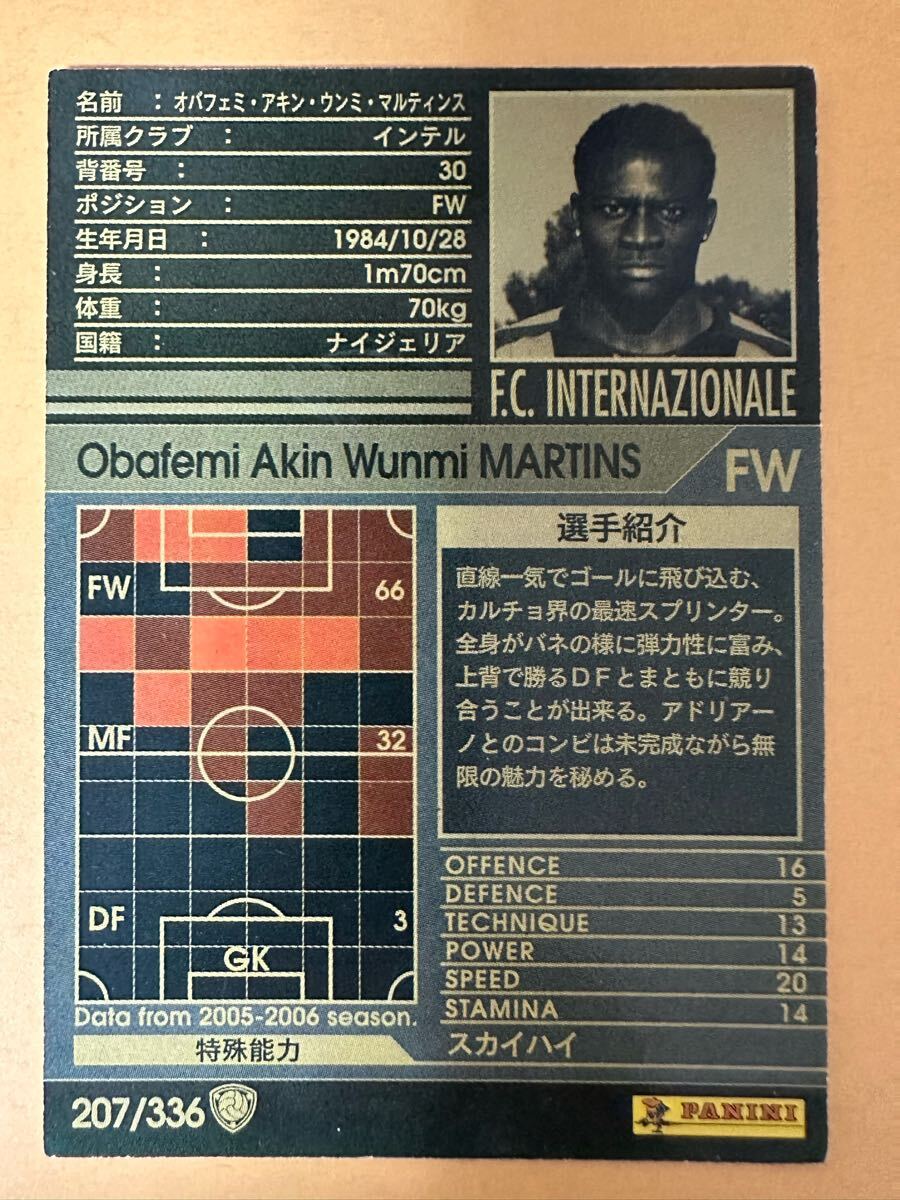 名前 : オバフェミ・アキン・ウンミ・マルティンス
所属クラブ : インテル
背番号 : 30
ポジション : FW
生年月日 : 1984/10/28
身長 : 1m70cm
体重 : 70kg
国籍 : ナイジェリア
F.C. INTERNAZIONALE
Obafemi Akin Wunmi MARTINS
FW
FW 66
MF 32
DF 3
GK
Data from 2005-2006 season.
選手紹介
直線一気でゴールに飛び込む、
カルチョ界の最速スプリンター。
全身がバネの様に弾力性に富み、
上背で勝るDFとまともに競り
合うことが出来る。アドリアー
ノとのコンビは未完成ながら無
限の魅力を秘める。
OFFENCE 16
DEFENCE 5
TECHNIQUE 13
POWER 14
SPEED 20
STAMINA 14
特殊能力 スカイハイ
207/336
PANINI